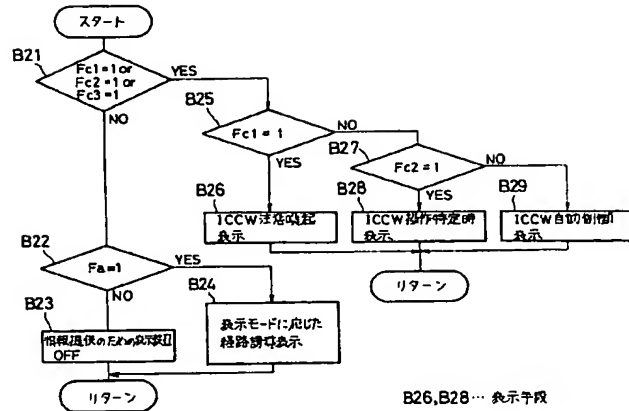 スタート
B21
Fc1=1 or
Fc2=1 or
Fc3=1
YES
NO
B25
Fc1=1
NO
YES
B27
Fc2=1
NO
YES
B26
ICCW注意喚起
表示
B28
ICCW操作特定時
表示
B29
ICCW自動制御
表示
リターン
B22
Fa=1
YES
NO
B23
情報提供のための表示
OFF
B24
表示モードに応じた
経路誘導表示
リターン
B26,B28… 表示手段